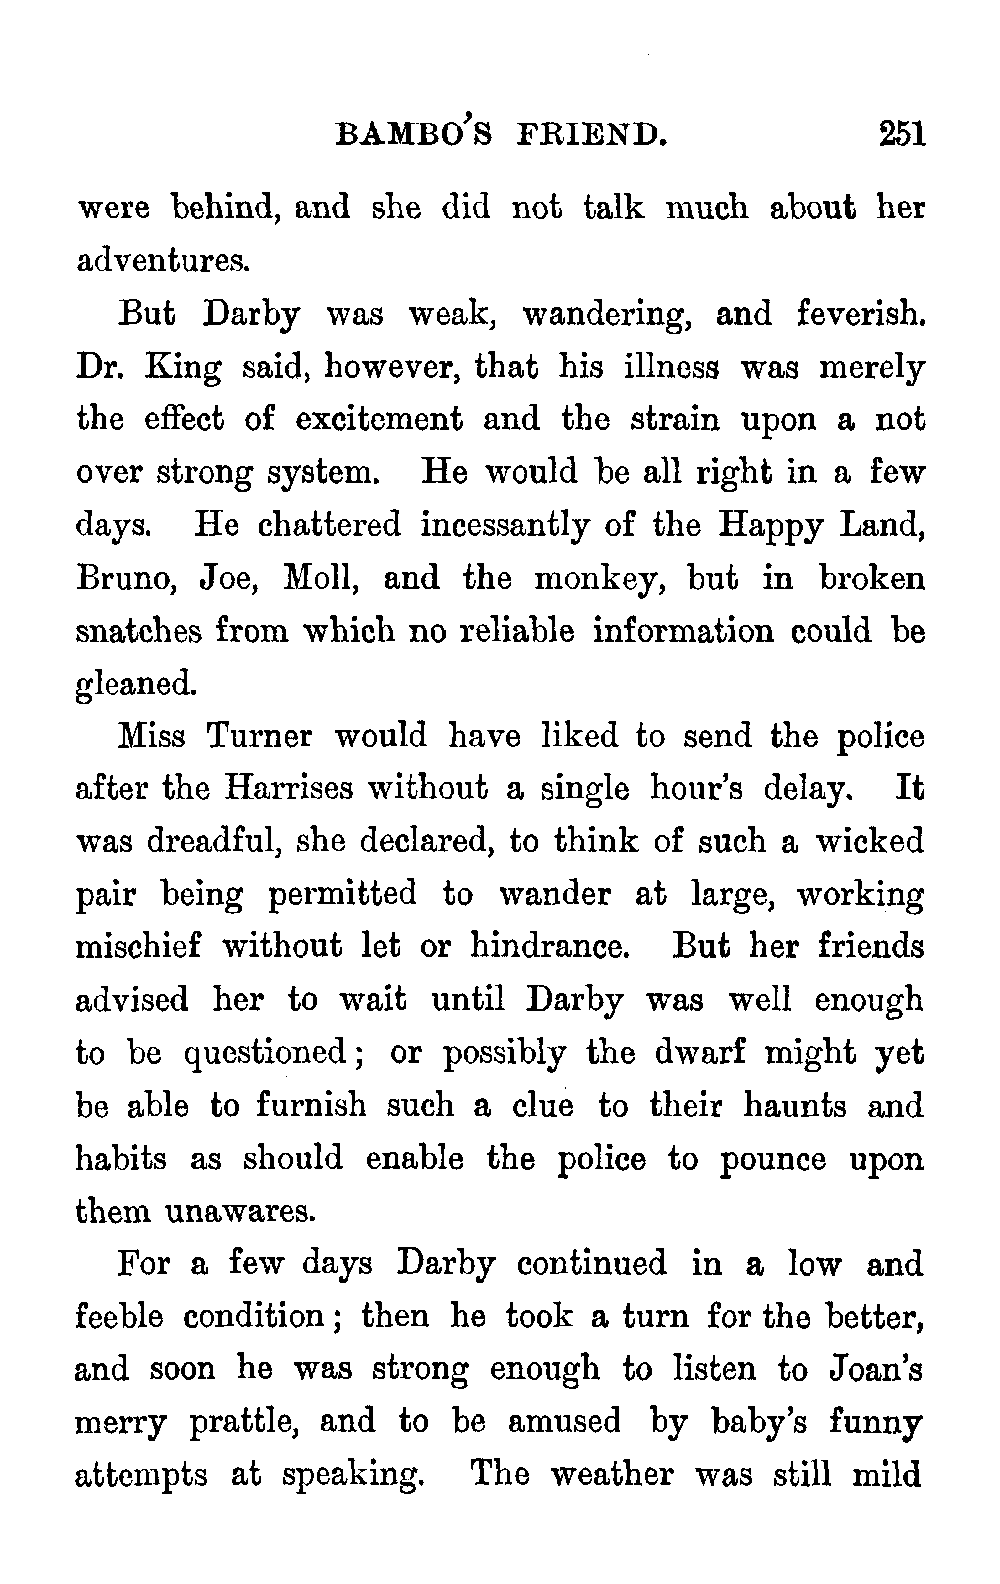 BAMBO'S FRIEND. 251
were behind, and she did not talk much about her
adventures.
But Darby was weak, wandering, and feverish.
Dr. King said, however, that his illness was merely
the effect of excitement and the strain upon a not
over strong system. He would be all right in a few
days. He chattered incessantly of the Happy Land,
Bruno, Joe, Moll, and the monkey, but in broken
snatches from which no reliable information could be
gleaned.
Miss Turner would have liked to send the police
after the Harrises without a single hour's delay. It
was dreadful, she declared, to think of such a wicked
pair being permitted to wander at large, working
mischief without let or hindrance. But her friends
advised her to wait until Darby was well enough
to be questioned; or possibly the dwarf might yet
be able to furnish such a clue to their haunts and
habits as should enable the police to pounce upon
them unawares.
For a few days Darby continued in a low and
feeble condition; then he took a turn for the better,
and soon he was strong enough to listen to Joan's
merry prattle, and to be amused by baby's funny
attempts at speaking. The weather was still mild